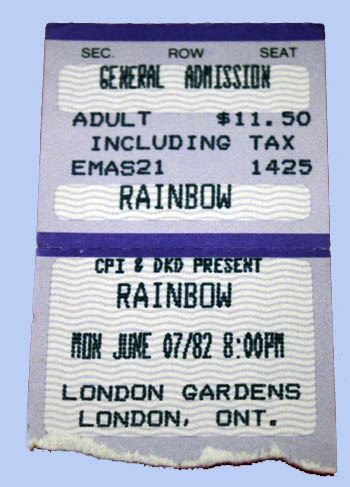 SEC. ROW SEAT
GENERAL ADMISSION
ADULT $11.50
INCLUDING TAX
EMAS21 1425
RAINBOW
CPI & DKD PRESENT
RAINBOW
MON JUNE 07/82 8:00PM
LONDON GARDENS
LONDON, ONT.